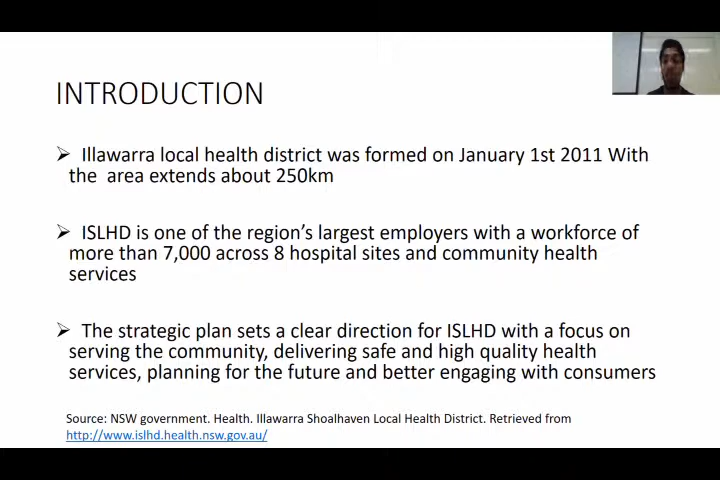 INTRODUCTION
➢ Illawarra local health district was formed on January 1st 2011 With
the area extends about 250km
➢ ISLHD is one of the region's largest employers with a workforce of
more than 7,000 across 8 hospital sites and community health
services
➢ The strategic plan sets a clear direction for ISLHD with a focus on
serving the community, delivering safe and high quality health
services, planning for the future and better engaging with consumers
Source: NSW government. Health. Illawarra Shoalhaven Local Health District. Retrieved from
http://www.islhd.health.nsw.gov.au/